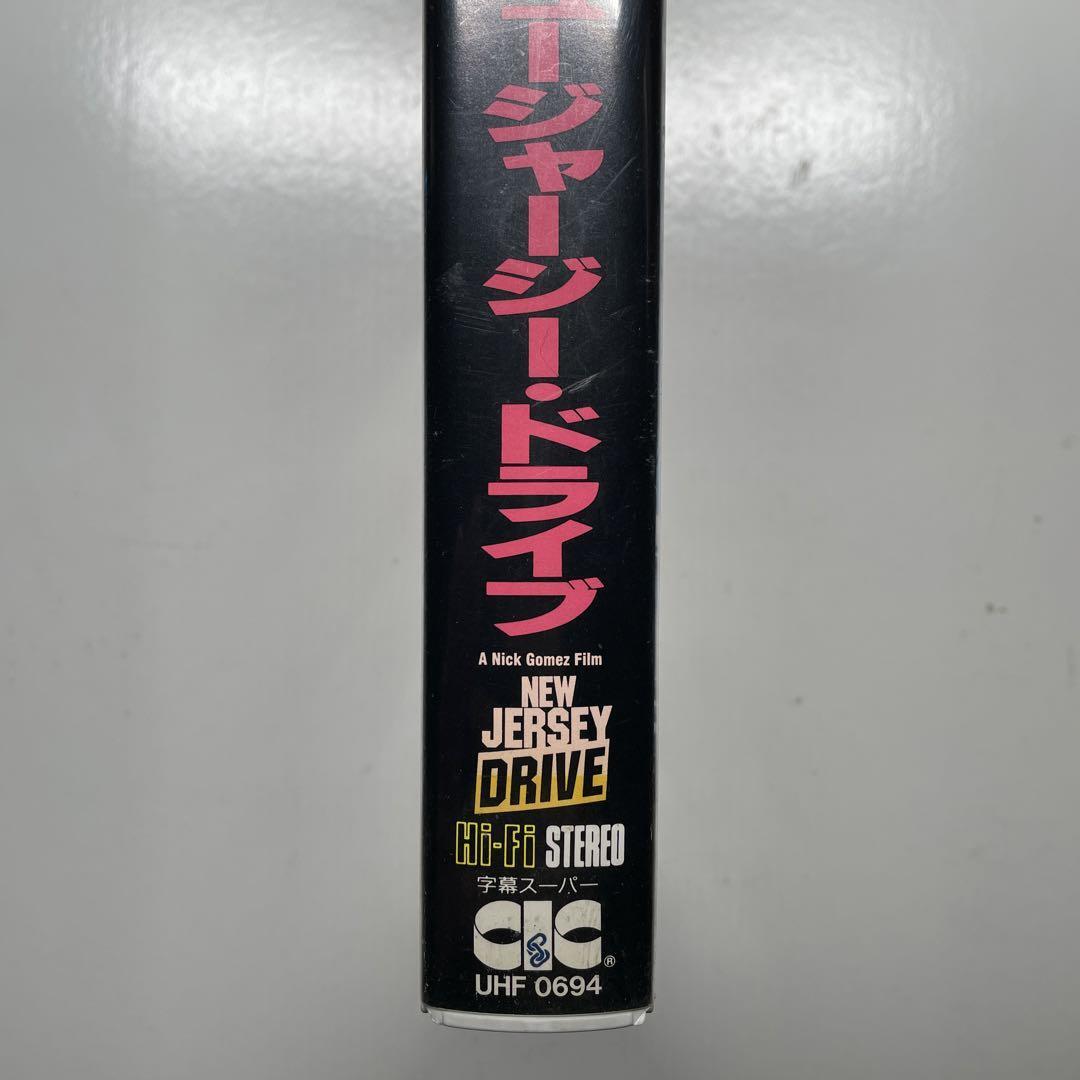 ュージャージー・ドライブ
A Nick Gomez Film
NEW
JERSEY
DRIVE
Hi-Fi STEREO
字幕スーパー
CIC®
UHF 0694